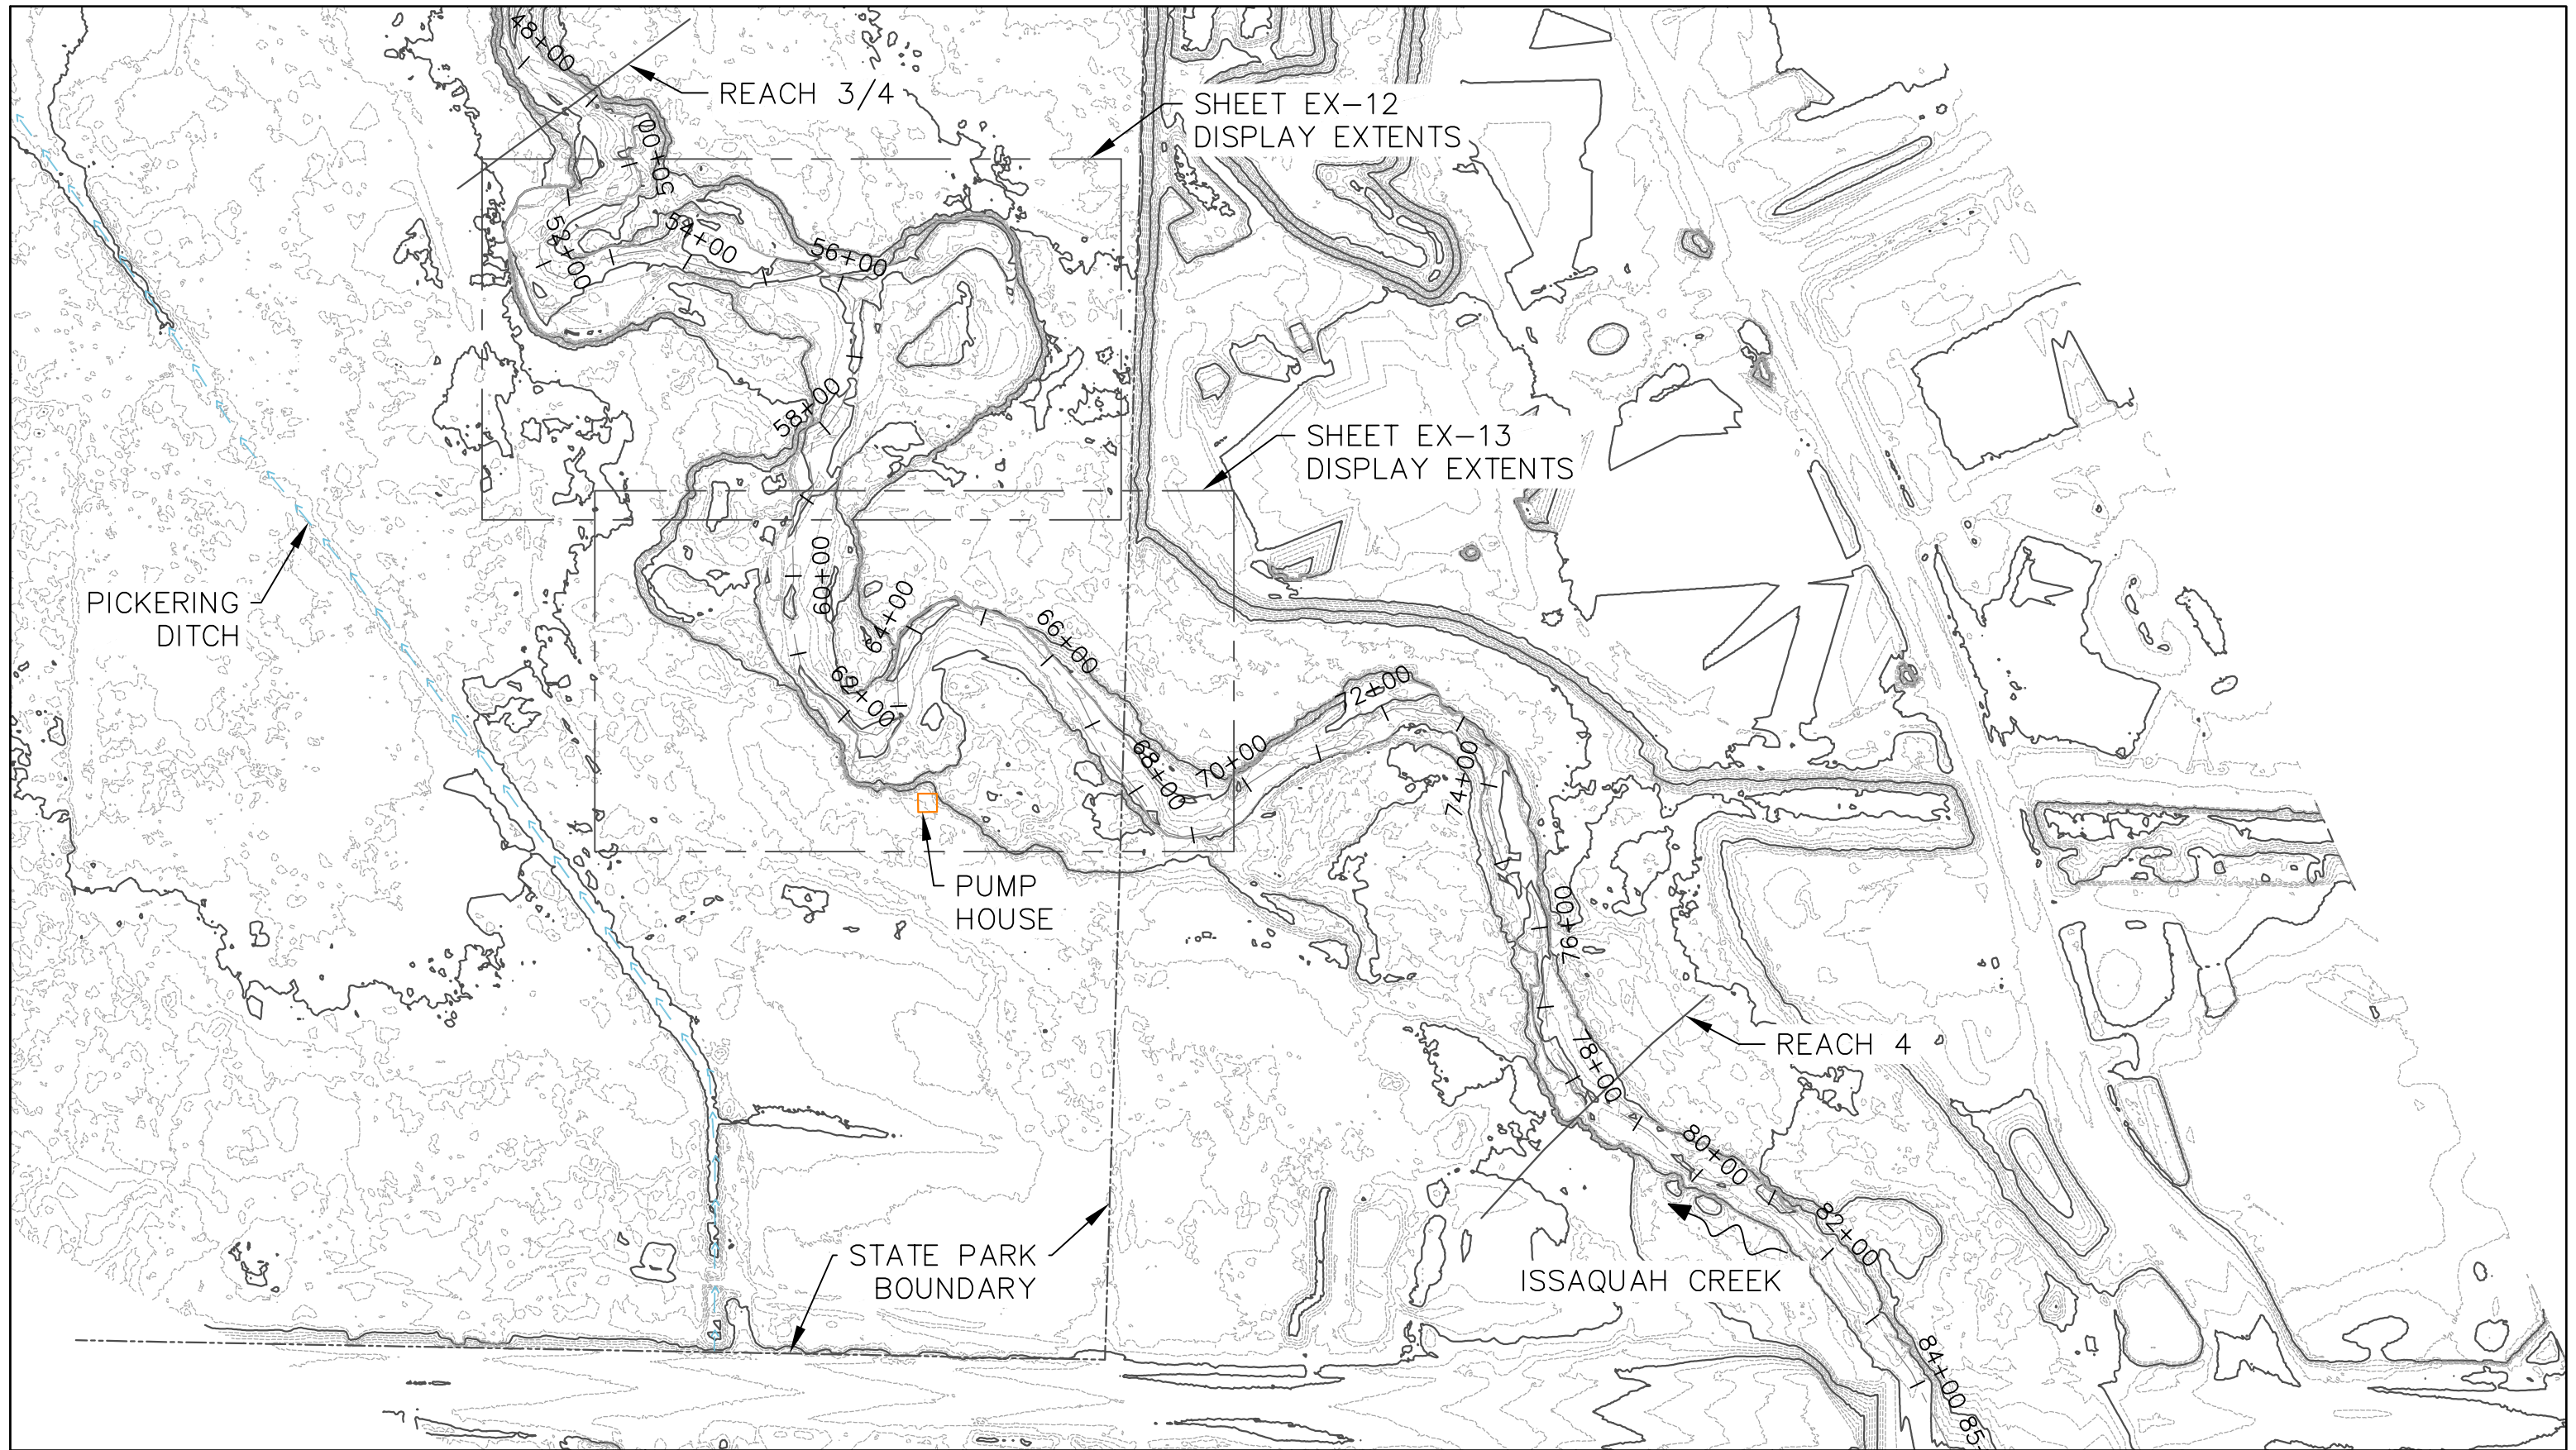 48+00
REACH 3/4
SHEET EX-12
DISPLAY EXTENTS
50+00
52+00
54+00
56+00
58+00
SHEET EX-13
DISPLAY EXTENTS
PICKERING
DITCH
60+00
64+00
62+00
66+00
68+00
70+00
72+00
74+00
PUMP
HOUSE
76+00
78+00
REACH 4
80+00
82+00
STATE PARK
BOUNDARY
ISSAQUAH CREEK
84+00